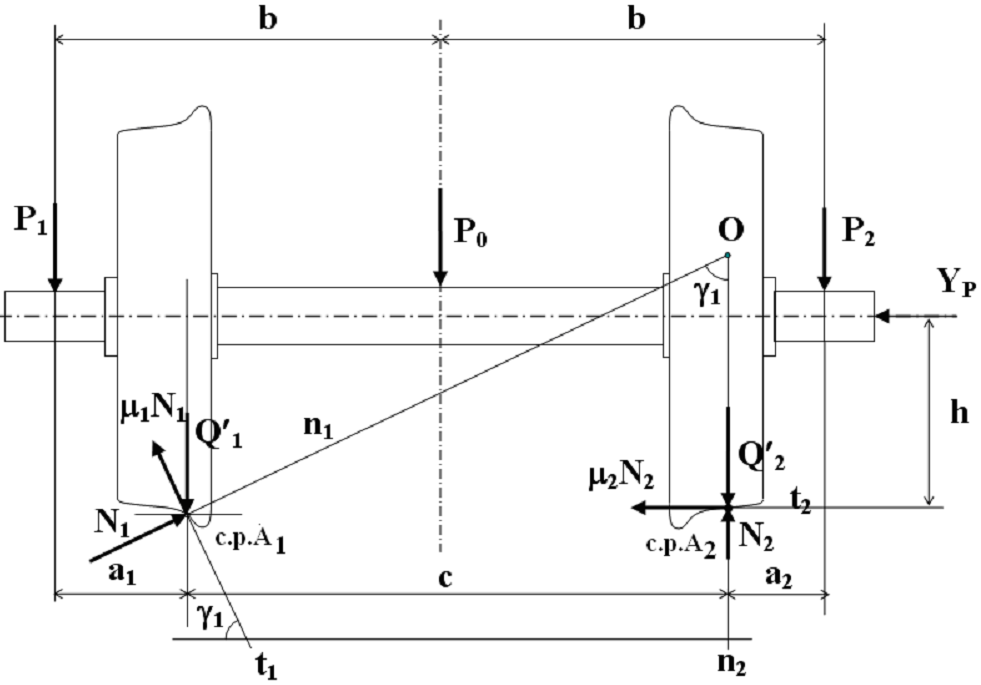 b b
P₁ P₀ O P₂
γ₁ Y_P
μ₁N₁ Q′₁ n₁ h
μ₂N₂ Q′₂ t₂
N₁ c.p.A₁ c.p.A₂ N₂
a₁ c a₂
γ₁
t₁ n₂